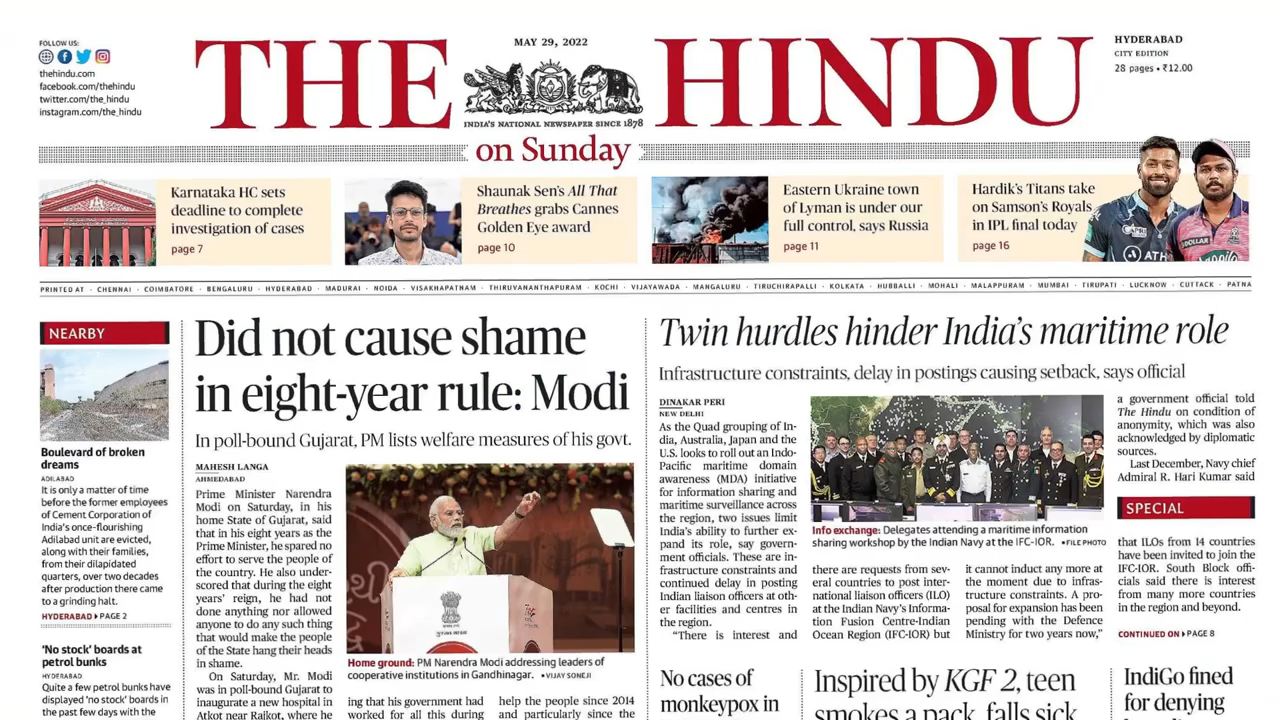 FOLLOW US:
thehindu.com
facebook.com/thehindu
twitter.com/the_hindu
instagram.com/the_hindu
MAY 29, 2022
THE HINDU
INDIA'S NATIONAL NEWSPAPER SINCE 1878
on Sunday
HYDERABAD
CITY EDITION
28 pages • ₹12.00
Karnataka HC sets
deadline to complete
investigation of cases
page 7
Shaunak Sen's All That
Breathes grabs Cannes
Golden Eye award
page 10
Eastern Ukraine town
of Lyman is under our
full control, says Russia
page 11
Hardik's Titans take
on Samson's Royals
in IPL final today
page 16
PRINTED AT · CHENNAI · COIMBATORE · BENGALURU · HYDERABAD · MADURAI · NOIDA · VISAKHAPATNAM · THIRUVANANTHAPURAM · KOCHI · VIJAYAWADA · MANGALURU · TIRUCHIRAPALLI · KOLKATA · HUBBALLI · MOHALI · MALAPPURAM · MUMBAI · TIRUPATI · LUCKNOW · CUTTACK · PATNA
NEARBY
Boulevard of broken
dreams
ADILABAD
It is only a matter of time
before the former employees
of Cement Corporation of
India's once-flourishing
Adilabad unit are evicted,
along with their families,
from their dilapidated
quarters, over two decades
after production there came
to a grinding halt.
HYDERABAD ▸ PAGE 2
'No stock' boards at
petrol bunks
HYDERABAD
Quite a few petrol bunks have
displayed 'no stock' boards in
the past few days with the
Did not cause shame
in eight-year rule: Modi
In poll-bound Gujarat, PM lists welfare measures of his govt.
MAHESH LANGA
AHMEDABAD
Prime Minister Narendra
Modi on Saturday, in his
home State of Gujarat, said
that in his eight years as the
Prime Minister, he spared no
effort to serve the people of
the country. He also under-
scored that during the eight
years' reign, he had not
done anything nor allowed
anyone to do any such thing
that would make the people
of the State hang their heads
in shame.
On Saturday, Mr. Modi
was in poll-bound Gujarat to
inaugurate a new hospital in
Atkot near Rajkot, where he
Home ground: PM Narendra Modi addressing leaders of
cooperative institutions in Gandhinagar. • VIJAY SONEJI
ing that his government had
worked for all this during
help the people since 2014
and particularly since the
Twin hurdles hinder India's maritime role
Infrastructure constraints, delay in postings causing setback, says official
DINAKAR PERI
NEW DELHI
As the Quad grouping of In-
dia, Australia, Japan and the
U.S. looks to roll out an Indo-
Pacific maritime domain
awareness (MDA) initiative
for information sharing and
maritime surveillance across
the region, two issues limit
India's ability to further ex-
pand its role, say govern-
ment officials. These are in-
frastructure constraints and
continued delay in posting
Indian liaison officers at oth-
er facilities and centres in
the region.
"There is interest and
Info exchange: Delegates attending a maritime information
sharing workshop by the Indian Navy at the IFC-IOR. • FILE PHOTO
there are requests from sev-
eral countries to post inter-
national liaison officers (ILO)
at the Indian Navy's Informa-
tion Fusion Centre-Indian
Ocean Region (IFC-IOR) but
it cannot induct any more at
the moment due to infras-
tructure constraints. A pro-
posal for expansion has been
pending with the Defence
Ministry for two years now,"
a government official told
The Hindu on condition of
anonymity, which was also
acknowledged by diplomatic
sources.
Last December, Navy chief
Admiral R. Hari Kumar said
SPECIAL
that ILOs from 14 countries
have been invited to join the
IFC-IOR. South Block offi-
cials said there is interest
from many more countries
in the region and beyond.
CONTINUED ON ▸ PAGE 8
No cases of
monkeypox in
Inspired by KGF 2, teen
smokes a pack, falls sick
IndiGo fined
for denying